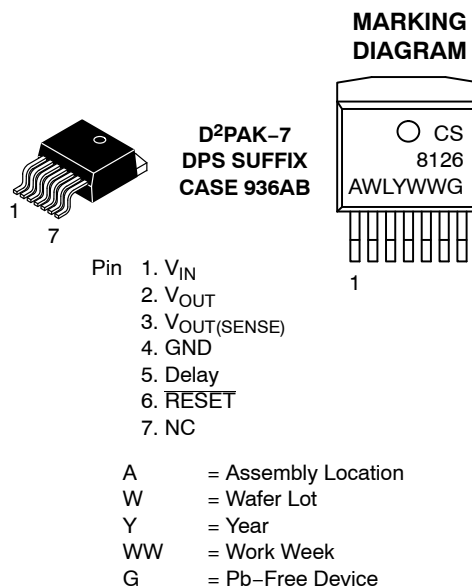 MARKING
DIAGRAM
D²PAK−7
DPS SUFFIX
CASE 936AB
CS
8126
AWLYWWG
1
7
1
Pin 1. VIN
2. VOUT
3. VOUT(SENSE)
4. GND
5. Delay
6. RESET
7. NC
A = Assembly Location
W = Wafer Lot
Y = Year
WW = Work Week
G = Pb−Free Device